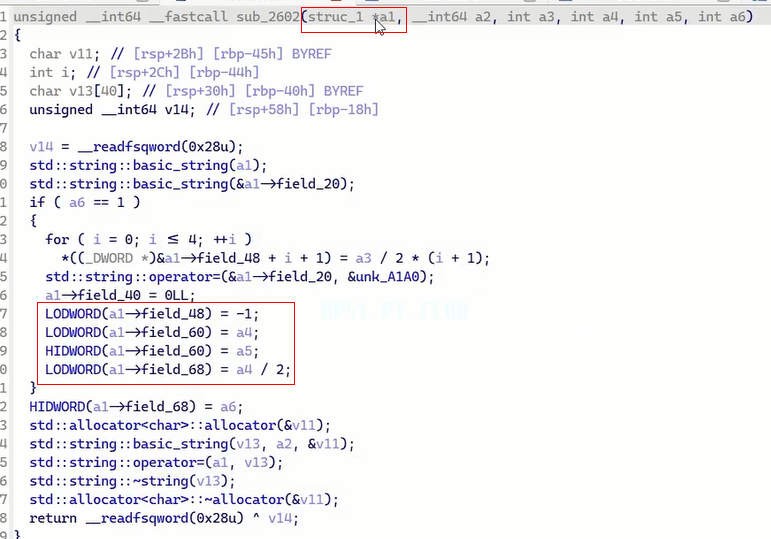 1 unsigned __int64 __fastcall sub_2602(struc_1 *a1, __int64 a2, int a3, int a4, int a5, int a6)
2 {
3 char v11; // [rsp+2Bh] [rbp-45h] BYREF
4 int i; // [rsp+2Ch] [rbp-44h]
5 char v13[40]; // [rsp+30h] [rbp-40h] BYREF
6 unsigned __int64 v14; // [rsp+58h] [rbp-18h]
7
8 v14 = __readfsqword(0x28u);
9 std::string::basic_string(a1);
0 std::string::basic_string(&a1->field_20);
1 if ( a6 == 1 )
2 {
3 for ( i = 0; i ≤ 4; ++i )
4 *((_DWORD *)&a1->field_48 + i + 1) = a3 / 2 * (i + 1);
5 std::string::operator=(&a1->field_20, &unk_A1A0);
6 a1->field_40 = 0LL;
7 LODWORD(a1->field_48) = -1;
8 LODWORD(a1->field_60) = a4;
9 HIDWORD(a1->field_60) = a5;
0 LODWORD(a1->field_68) = a4 / 2;
1 }
2 HIDWORD(a1->field_68) = a6;
3 std::allocator<char>::allocator(&v11);
4 std::string::basic_string(v13, a2, &v11);
5 std::string::operator=(a1, v13);
6 std::string::~string(v13);
7 std::allocator<char>::~allocator(&v11);
8 return __readfsqword(0x28u) ^ v14;
9 }